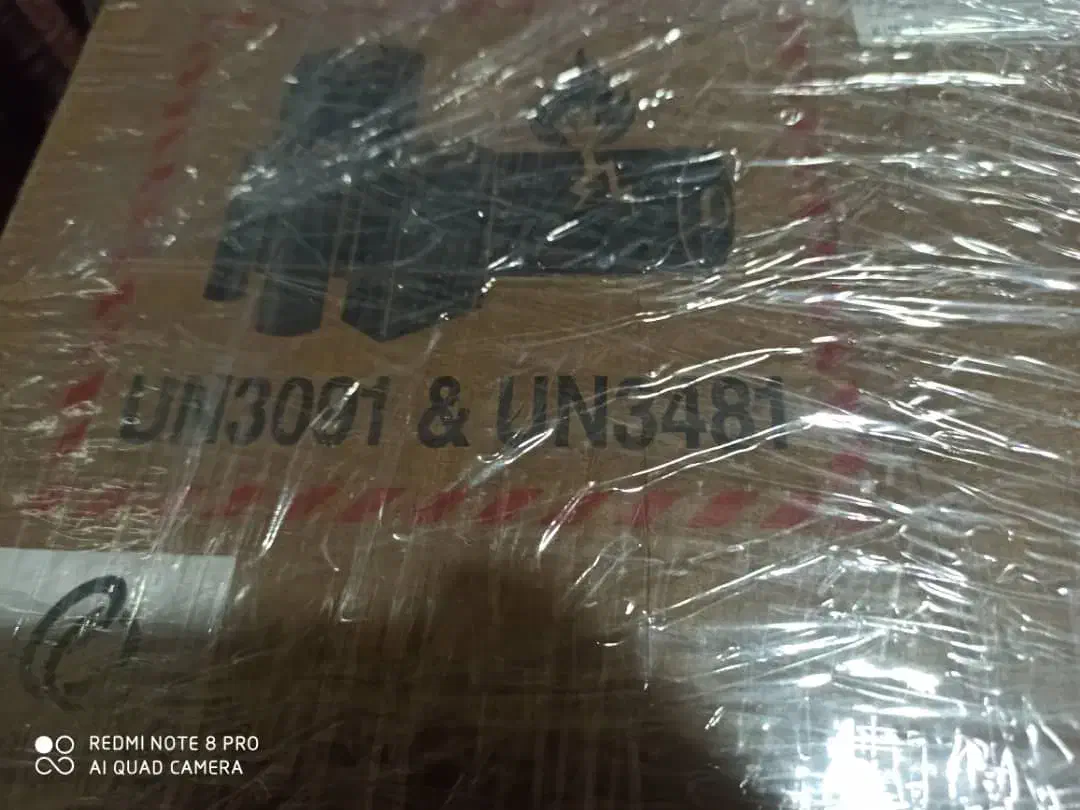 UN3091 & UN3481
REDMI NOTE 8 PRO
AI QUAD CAMERA